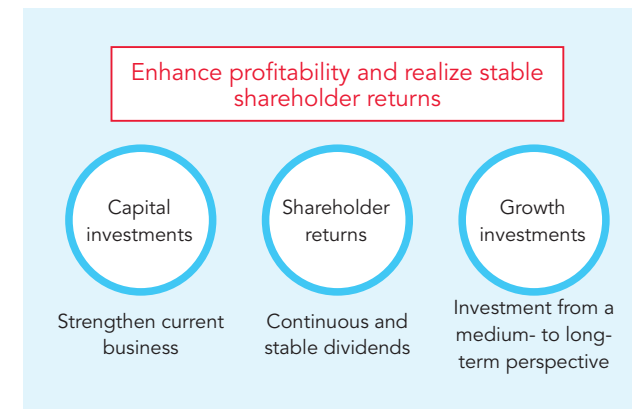 Enhance profitability and realize stable
shareholder returns
Capital
investments
Shareholder
returns
Growth
investments
Strengthen current
business
Continuous and
stable dividends
Investment from a
medium- to long-
term perspective